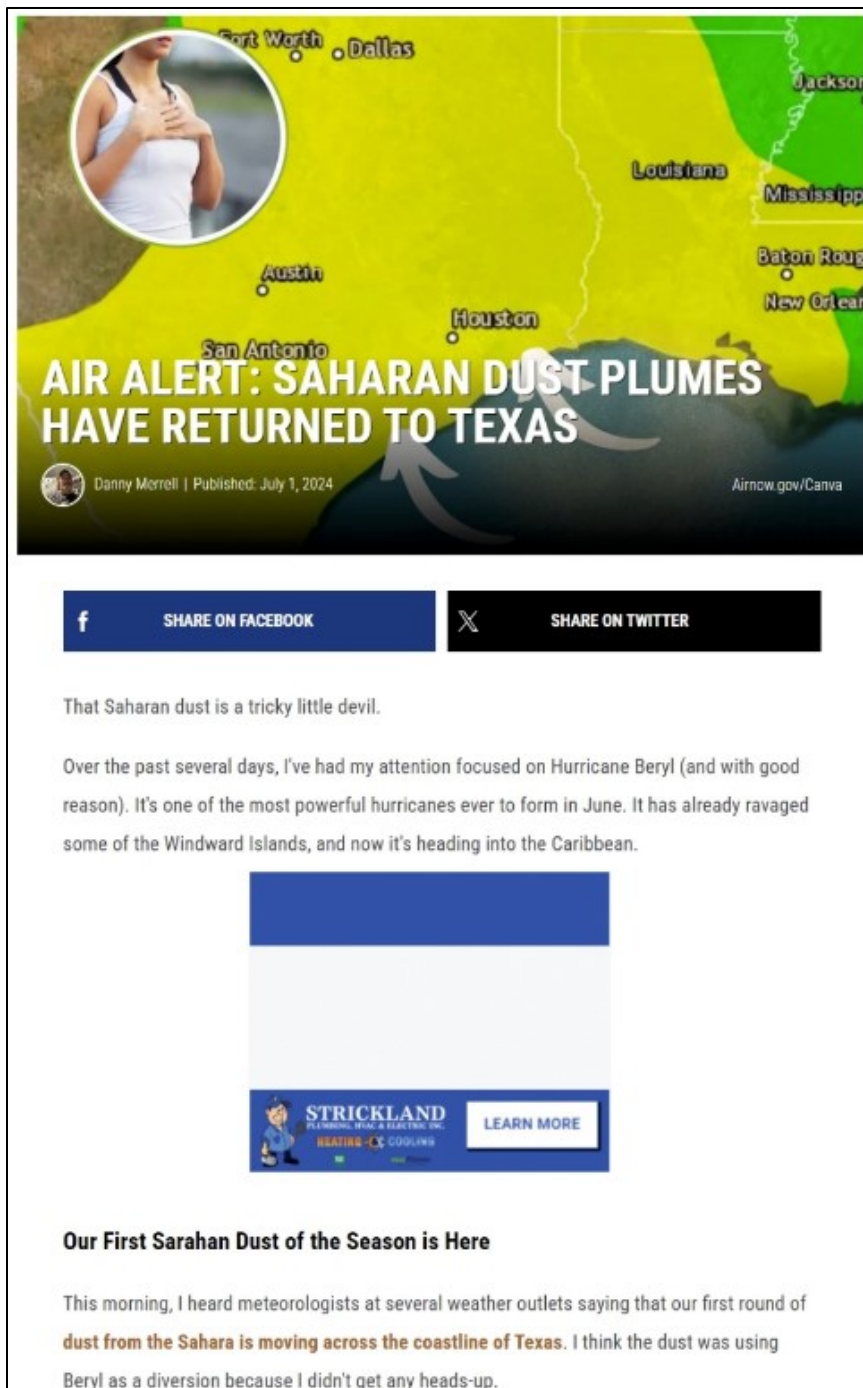 Fort Worth
Dallas
Jackson
Louisiana
Mississipp
Austin
Baton Roug
New Orlean
Houston
San Antonio
AIR ALERT: SAHARAN DUST PLUMES
HAVE RETURNED TO TEXAS
Danny Merrell | Published: July 1, 2024
Airnow.gov/Canva
f SHARE ON FACEBOOK
X SHARE ON TWITTER
That Saharan dust is a tricky little devil.
Over the past several days, I've had my attention focused on Hurricane Beryl (and with good
reason). It's one of the most powerful hurricanes ever to form in June. It has already ravaged
some of the Windward Islands, and now it's heading into the Caribbean.
STRICKLAND
PLUMBING, HVAC & ELECTRIC INC.
HEATING COOLING
LEARN MORE
Our First Sarahan Dust of the Season is Here
This morning, I heard meteorologists at several weather outlets saying that our first round of
dust from the Sahara is moving across the coastline of Texas. I think the dust was using
Beryl as a diversion because I didn't get any heads-up.